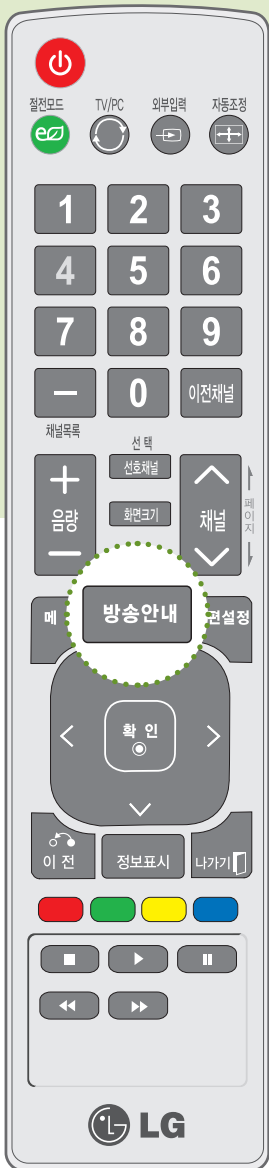 절전모드 TV/PC 외부입력 자동조정
1 2 3
4 5 6
7 8 9
0 이전채널
채널목록
선 택
선호채널
음량 화면크기 채널
페이지
메 방송안내 편설정
확 인
이 전 정보표시 나가기
LG